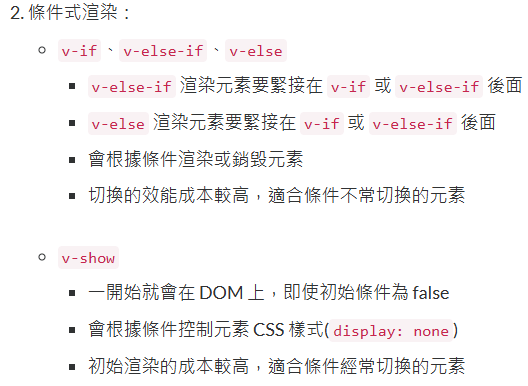 2. 條件式渲染：
v-if、v-else-if、v-else
v-else-if 渲染元素要緊接在 v-if 或 v-else-if 後面
v-else 渲染元素要緊接在 v-if 或 v-else-if 後面
會根據條件渲染或銷毀元素
切換的效能成本較高，適合條件不常切換的元素
v-show
一開始就會在 DOM 上，即使初始條件為 false
會根據條件控制元素 CSS 樣式(display: none)
初始渲染的成本較高，適合條件經常切換的元素